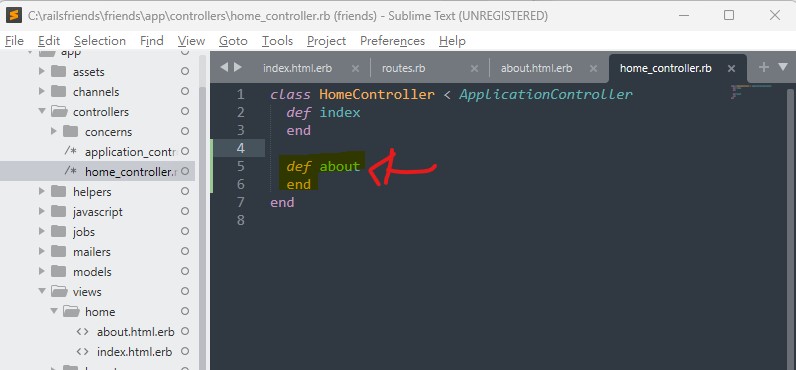 C:\railsfriends\friends\app\controllers\home_controller.rb (friends) - Sublime Text (UNREGISTERED)
File Edit Selection Find View Goto Tools Project Preferences Help
app
assets
channels
controllers
concerns
/* application_contr
/* home_controller.
helpers
javascript
jobs
mailers
models
views
home
<> about.html.erb
<> index.html.erb
index.html.erb routes.rb about.html.erb home_controller.rb
1 class HomeController < ApplicationController
2 def index
3 end
4
5 def about
6 end
7 end
8